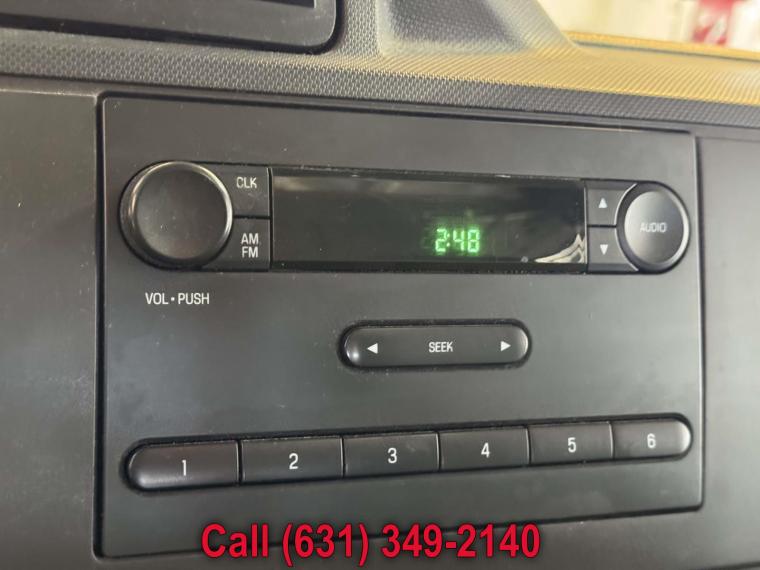 CLK
2:48
AUDIO
AM
FM
VOL • PUSH
SEEK
1 2 3 4 5 6
Call (631) 349-2140